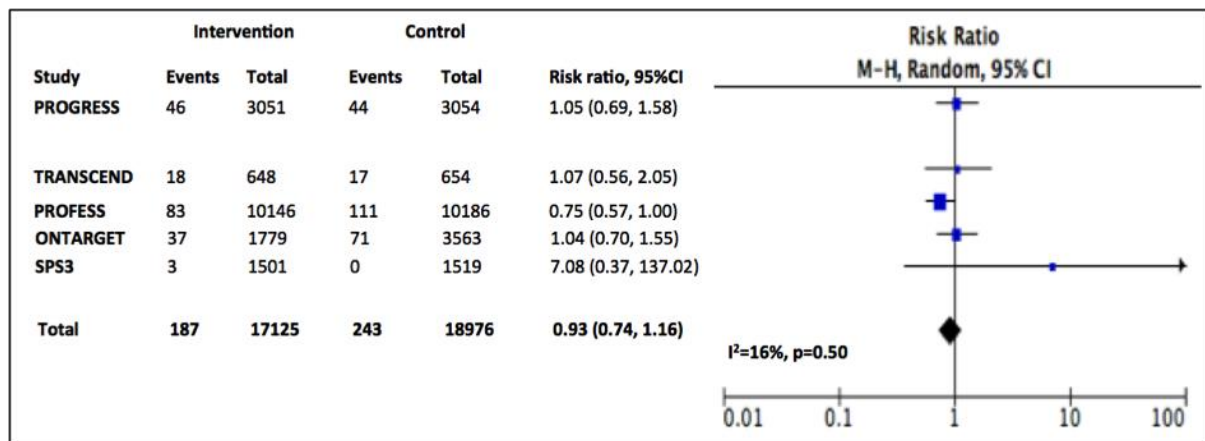 Intervention Control
Study Events Total Events Total Risk ratio, 95%CI
Risk Ratio
M-H, Random, 95% CI
PROGRESS 46 3051 44 3054 1.05 (0.69, 1.58)
TRANSCEND 18 648 17 654 1.07 (0.56, 2.05)
PROFESS 83 10146 111 10186 0.75 (0.57, 1.00)
ONTARGET 37 1779 71 3563 1.04 (0.70, 1.55)
SPS3 3 1501 0 1519 7.08 (0.37, 137.02)
Total 187 17125 243 18976 0.93 (0.74, 1.16)
I²=16%, p=0.50
0.01 0.1 1 10 100